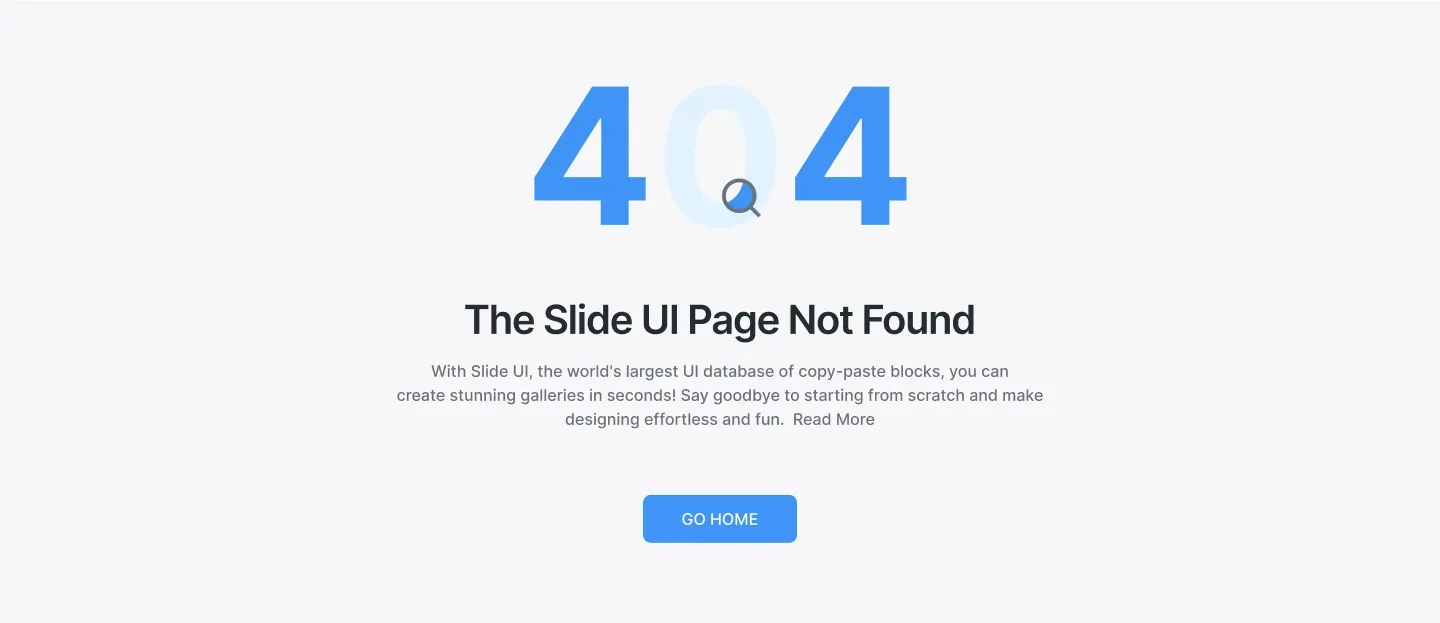 404
The Slide UI Page Not Found
With Slide UI, the world's largest UI database of copy-paste blocks, you can
create stunning galleries in seconds! Say goodbye to starting from scratch and make
designing effortless and fun. Read More
GO HOME